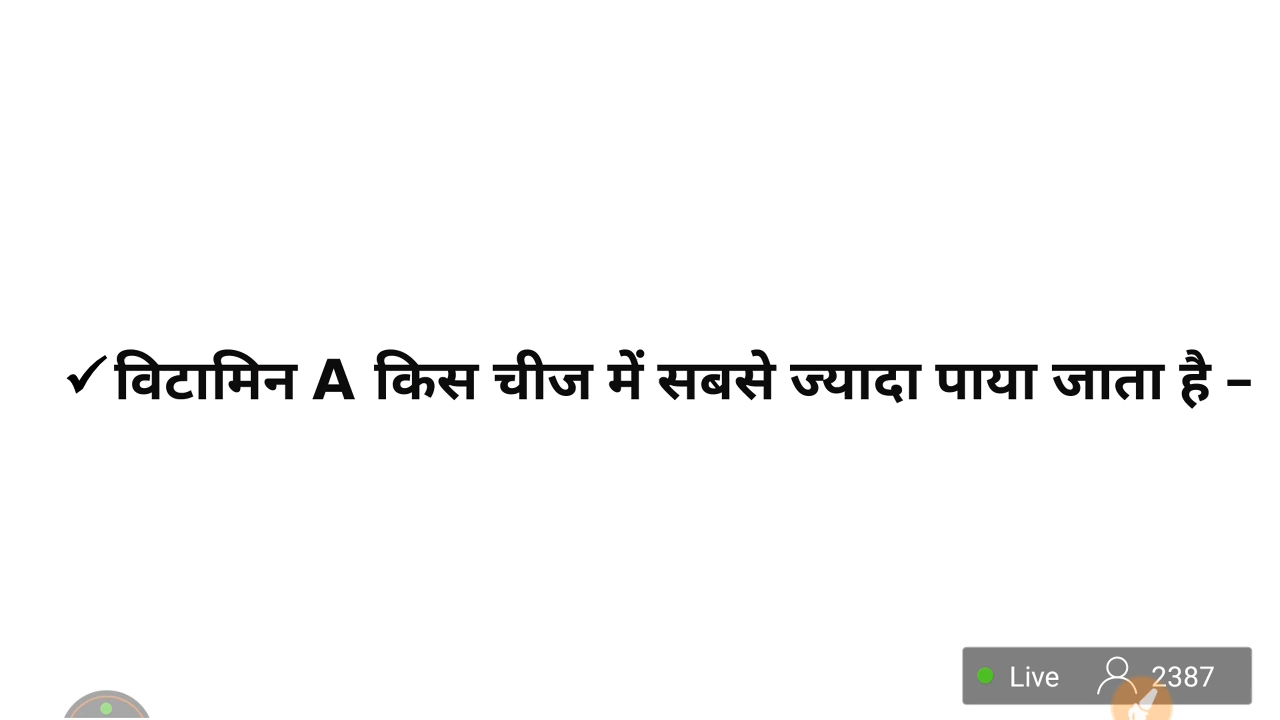 ✓विटामिन A किस चीज में सबसे ज्यादा पाया जाता है –
Live 2387